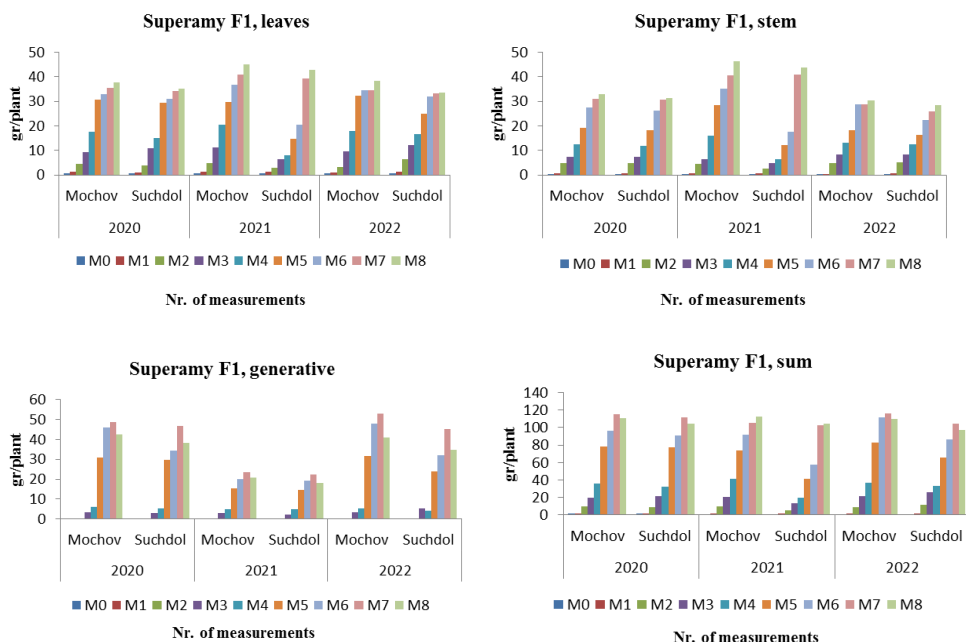 Superamy F1, leaves
gr/plant
50
40
30
20
10
0
Mochov Suchdol Mochov Suchdol Mochov Suchdol
2020 2021 2022
M0 M1 M2 M3 M4 M5 M6 M7 M8
Nr. of measurements
Superamy F1, stem
gr/plant
50
40
30
20
10
0
Mochov Suchdol Mochov Suchdol Mochov Suchdol
2020 2021 2022
M0 M1 M2 M3 M4 M5 M6 M7 M8
Nr. of measurements
Superamy F1, generative
gr/plant
60
50
40
30
20
10
0
Mochov Suchdol Mochov Suchdol Mochov Suchdol
2020 2021 2022
M0 M1 M2 M3 M4 M5 M6 M7 M8
Nr. of measurements
Superamy F1, sum
gr/plant
140
120
100
80
60
40
20
0
Mochov Suchdol Mochov Suchdol Mochov Suchdol
2020 2021 2022
M0 M1 M2 M3 M4 M5 M6 M7 M8
Nr. of measurements